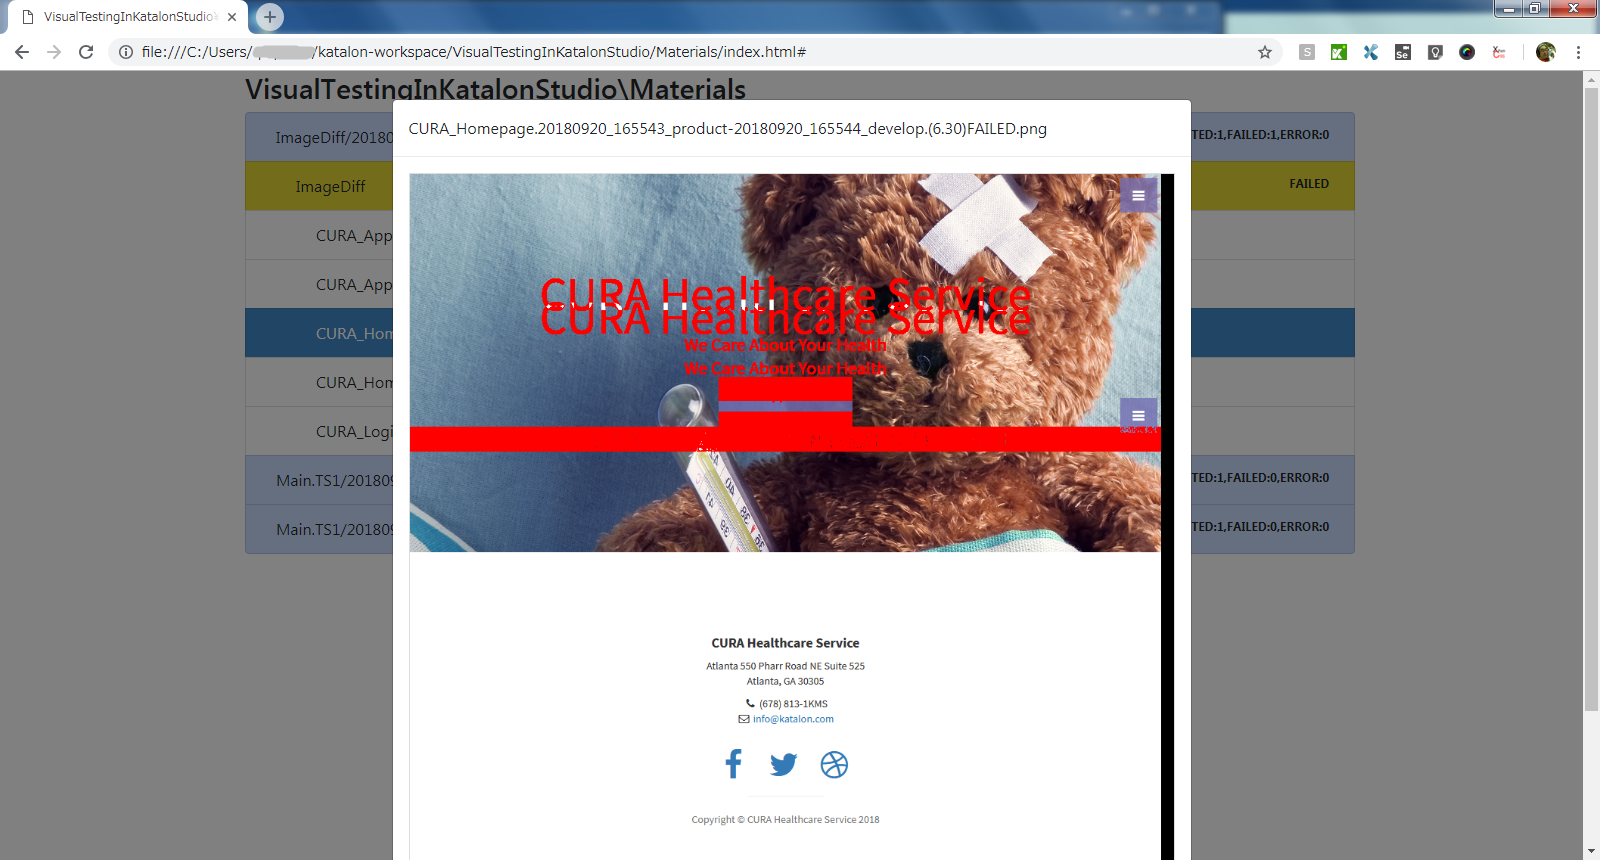 VisualTestingInKatalonStudio\
file:///C:/Users/ /katalon-workspace/VisualTestingInKatalonStudio/Materials/index.html#
VisualTestingInKatalonStudio\Materials
CURA_Homepage.20180920_165543_product-20180920_165544_develop.(6.30)FAILED.png
ImageDiff/20180
TED:1,FAILED:1,ERROR:0
ImageDiff
FAILED
CURA_App
CURA_App
CURA_Hom
CURA_Hom
CURA_Logi
Main.TS1/201809
TED:1,FAILED:0,ERROR:0
Main.TS1/201809
TED:1,FAILED:0,ERROR:0
CURA Healthcare Service
CURA Healthcare Service
We Care About Your Health
We Care About Your Health
CURA Healthcare Service
Atlanta 550 Pharr Road NE Suite 525
Atlanta, GA 30305
(678) 813-1KMS
info@katalon.com
Copyright © CURA Healthcare Service 2018